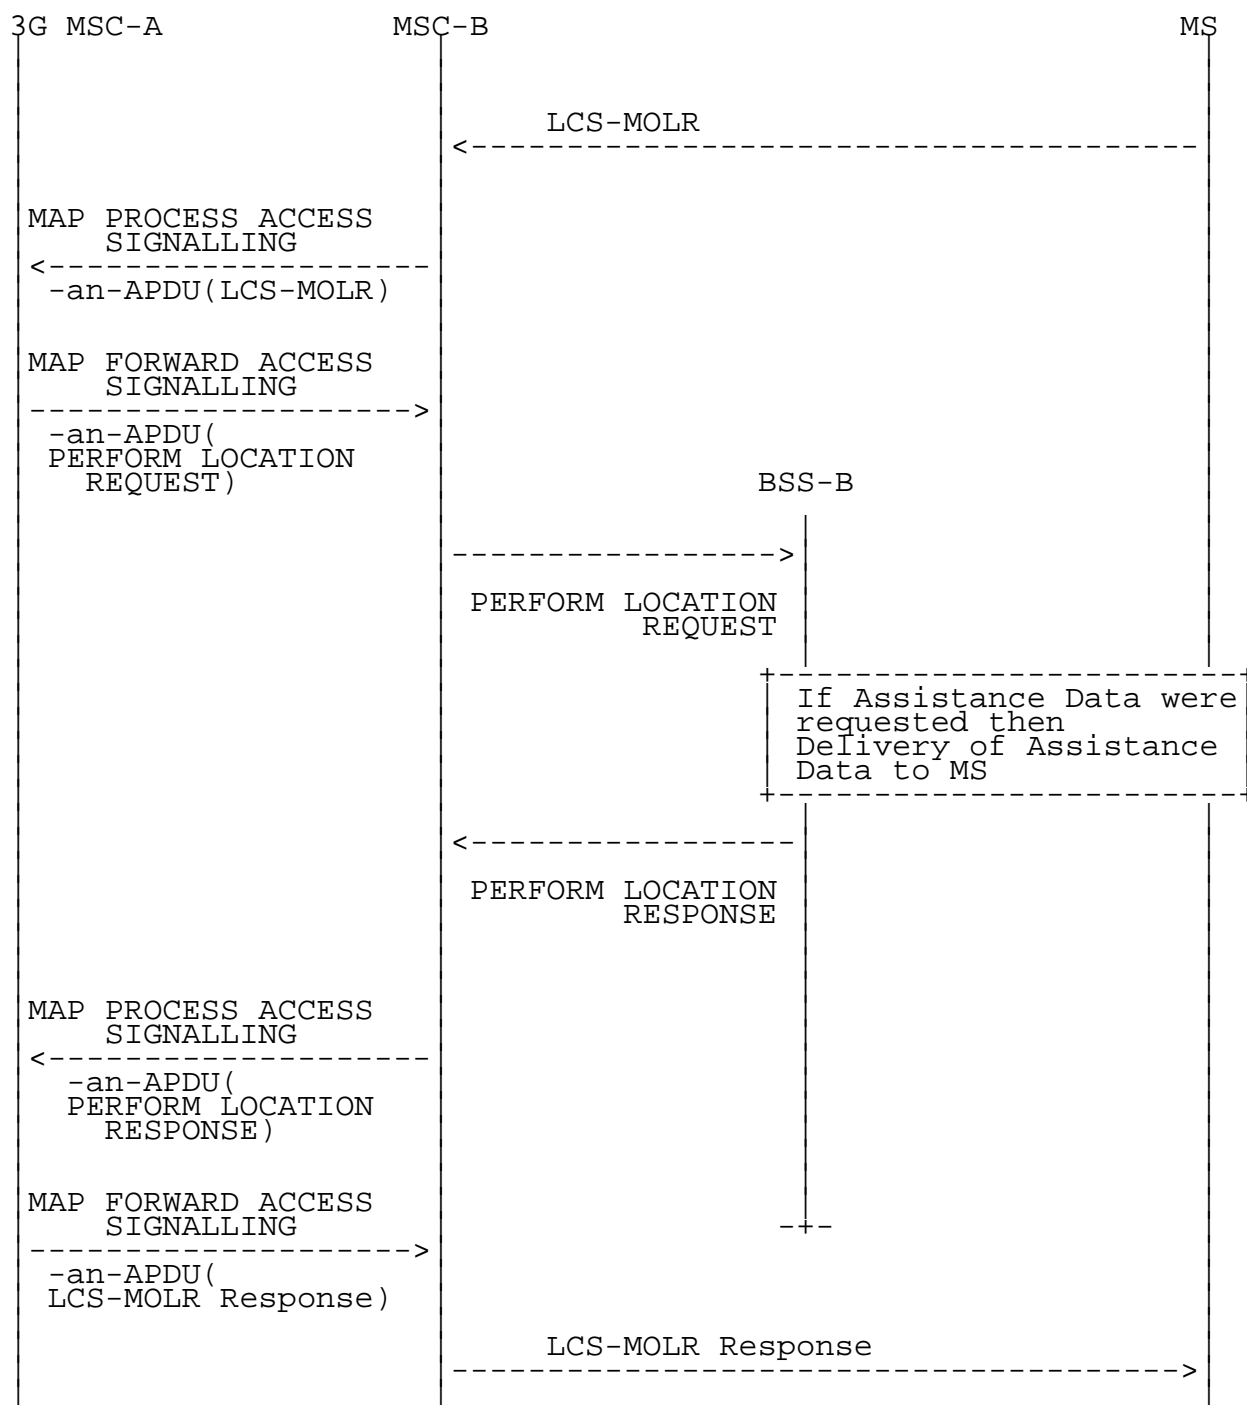 3G MSC-A MSC-B MS
LCS-MOLR
MAP PROCESS ACCESS
SIGNALLING
-an-APDU(LCS-MOLR)
MAP FORWARD ACCESS
SIGNALLING
-an-APDU(
PERFORM LOCATION
REQUEST)
BSS-B
PERFORM LOCATION
REQUEST
If Assistance Data were
requested then
Delivery of Assistance
Data to MS
PERFORM LOCATION
RESPONSE
MAP PROCESS ACCESS
SIGNALLING
-an-APDU(
PERFORM LOCATION
RESPONSE)
MAP FORWARD ACCESS
SIGNALLING
-an-APDU(
LCS-MOLR Response)
LCS-MOLR Response